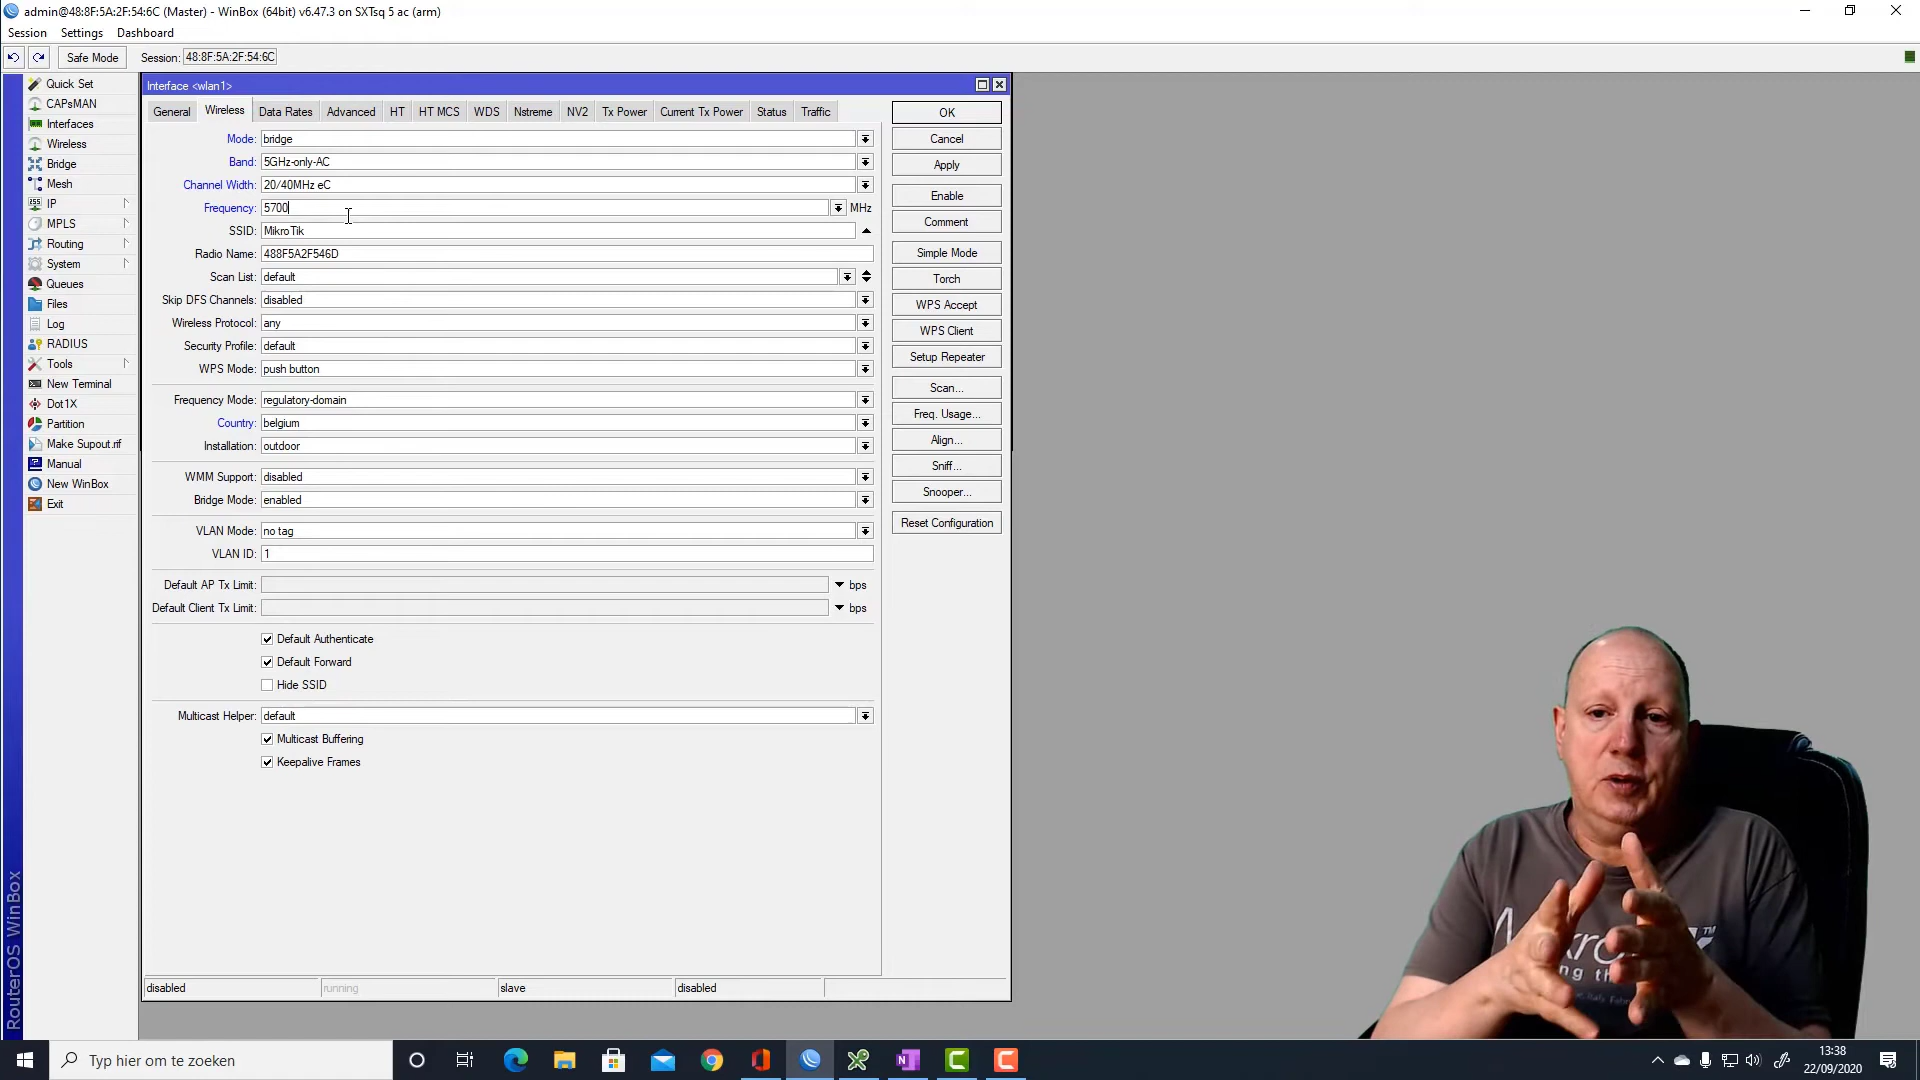 admin@48:8F:5A:2F:54:6C (Master) - WinBox (64bit) v6.47.3 on SXTsq 5 ac (arm)
Session Settings Dashboard
Safe Mode Session: 48:8F:5A:2F:54:6C
Quick Set
CAPsMAN
Interfaces
Wireless
Bridge
Mesh
IP
MPLS
Routing
System
Queues
Files
Log
RADIUS
Tools
New Terminal
Dot1X
Partition
Make Supout.rif
Manual
New WinBox
Exit
RouterOS WinBox
Interface <wlan1>
General Wireless Data Rates Advanced HT HT MCS WDS Nstreme NV2 Tx Power Current Tx Power Status Traffic
Mode: bridge
Band: 5GHz-only-AC
Channel Width: 20/40MHz eC
Frequency: 5700 MHz
SSID: MikroTik
Radio Name: 488F5A2F546D
Scan List: default
Skip DFS Channels: disabled
Wireless Protocol: any
Security Profile: default
WPS Mode: push button
Frequency Mode: regulatory-domain
Country: belgium
Installation: outdoor
WMM Support: disabled
Bridge Mode: enabled
VLAN Mode: no tag
VLAN ID: 1
Default AP Tx Limit: bps
Default Client Tx Limit: bps
Default Authenticate
Default Forward
Hide SSID
Multicast Helper: default
Multicast Buffering
Keepalive Frames
OK
Cancel
Apply
Enable
Comment
Simple Mode
Torch
WPS Accept
WPS Client
Setup Repeater
Scan...
Freq. Usage...
Align...
Sniff...
Snooper...
Reset Configuration
disabled running slave disabled
Typ hier om te zoeken
13:38
22/09/2020